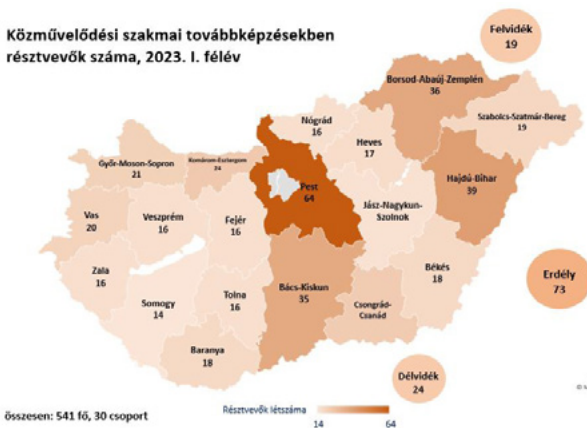 Közművelődési szakmai továbbképzésekben
résztvevők száma, 2023. I. félév
Felvidék
19
Borsod-Abaúj-Zemplén
36
Szabolcs-Szatmár-Bereg
19
Nógrád
16
Heves
17
Győr-Moson-Sopron
21
Komárom-Esztergom
24
Hajdú-Bihar
39
Pest
64
Jász-Nagykun-
Szolnok
Vas
20
Veszprém
16
Fejér
16
Békés
18
Erdély
73
Zala
16
Somogy
14
Tolna
16
Bács-Kiskun
35
Csongrád-
Csanád
Baranya
18
Délvidék
24
összesen: 541 fő, 30 csoport
Résztvevők létszáma
14
64